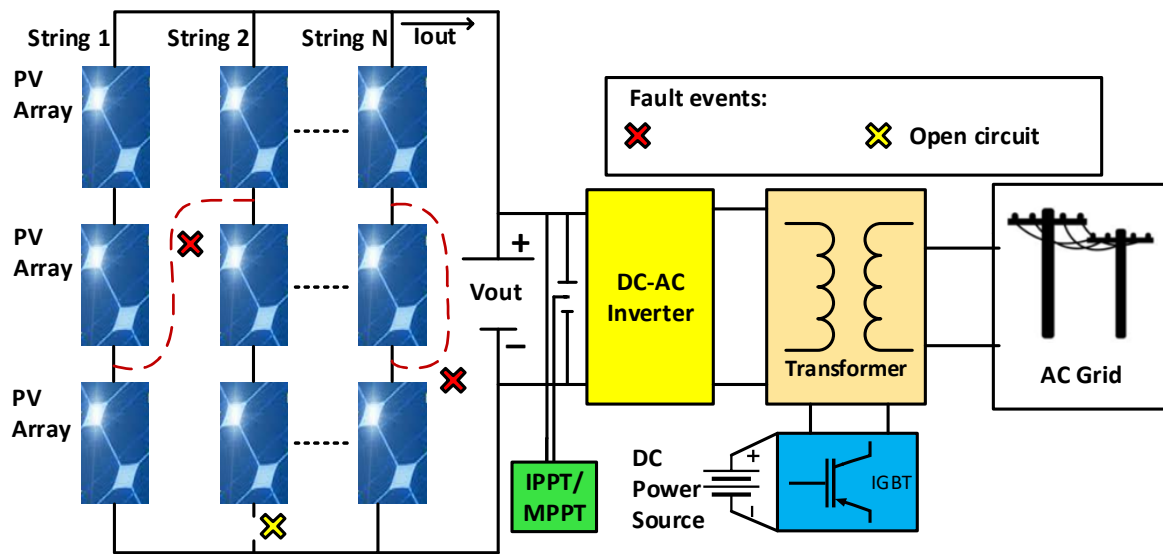 String 1
String 2
String N
Iout
PV
Array
PV
Array
PV
Array
Fault events:
Open circuit
+
Vout
−
DC-AC
Inverter
Transformer
AC Grid
IPPT/
MPPT
DC
Power
Source
+
−
IGBT